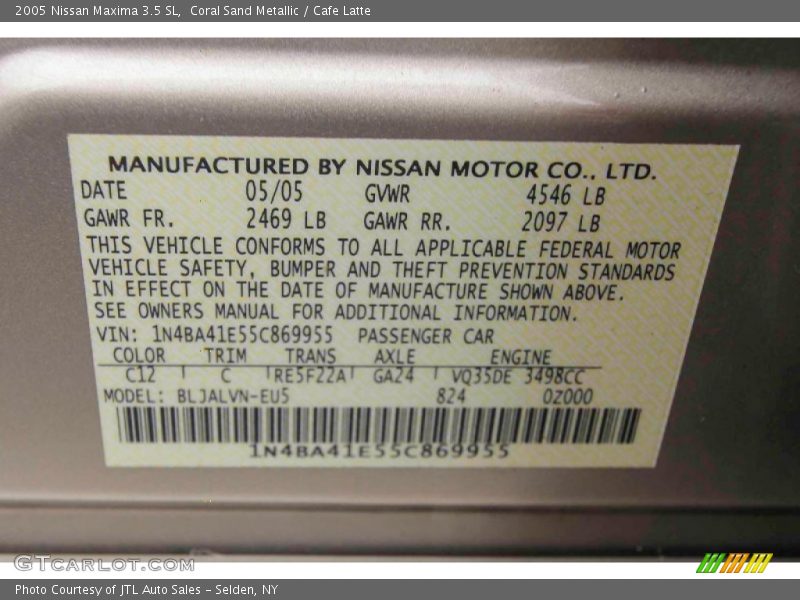 2005 Nissan Maxima 3.5 SL,  Coral Sand Metallic / Cafe Latte
MANUFACTURED BY NISSAN MOTOR CO., LTD.
DATE 05/05 GVWR 4546 LB
GAWR FR. 2469 LB GAWR RR. 2097 LB
THIS VEHICLE CONFORMS TO ALL APPLICABLE FEDERAL MOTOR
VEHICLE SAFETY, BUMPER AND THEFT PREVENTION STANDARDS
IN EFFECT ON THE DATE OF MANUFACTURE SHOWN ABOVE.
SEE OWNERS MANUAL FOR ADDITIONAL INFORMATION.
VIN: 1N4BA41E55C869955 PASSENGER CAR
COLOR TRIM TRANS AXLE ENGINE
C12 C RE5F22A GA24 VQ35DE 3498CC
MODEL: BLJALVN-EU5 824 0Z000
1N4BA41E55C869955
GTCARLOT.COM
Photo Courtesy of JTL Auto Sales – Selden, NY